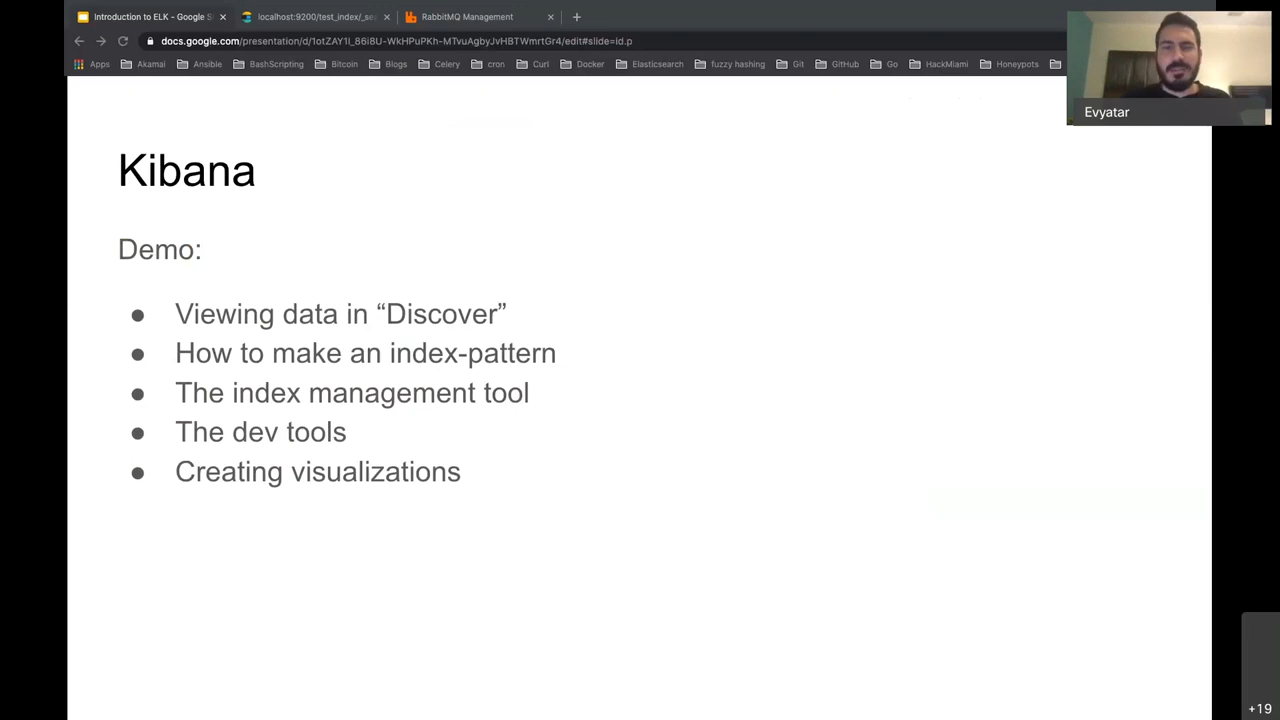 Introduction to ELK - Google S
localhost:9200/test_index/_se
RabbitMQ Management
docs.google.com/presentation/d/1otZAY1I_86i8U-WkHPuPKh-MTvuAgbyJvHBTWmrtGr4/edit#slide=id.p
Apps Akamai Ansible BashScripting Bitcoin Blogs Celery cron Curl Docker Elasticsearch fuzzy hashing Git GitHub Go HackMIami Honeypots
Evyatar
Kibana
Demo:
● Viewing data in “Discover”
● How to make an index-pattern
● The index management tool
● The dev tools
● Creating visualizations
+19